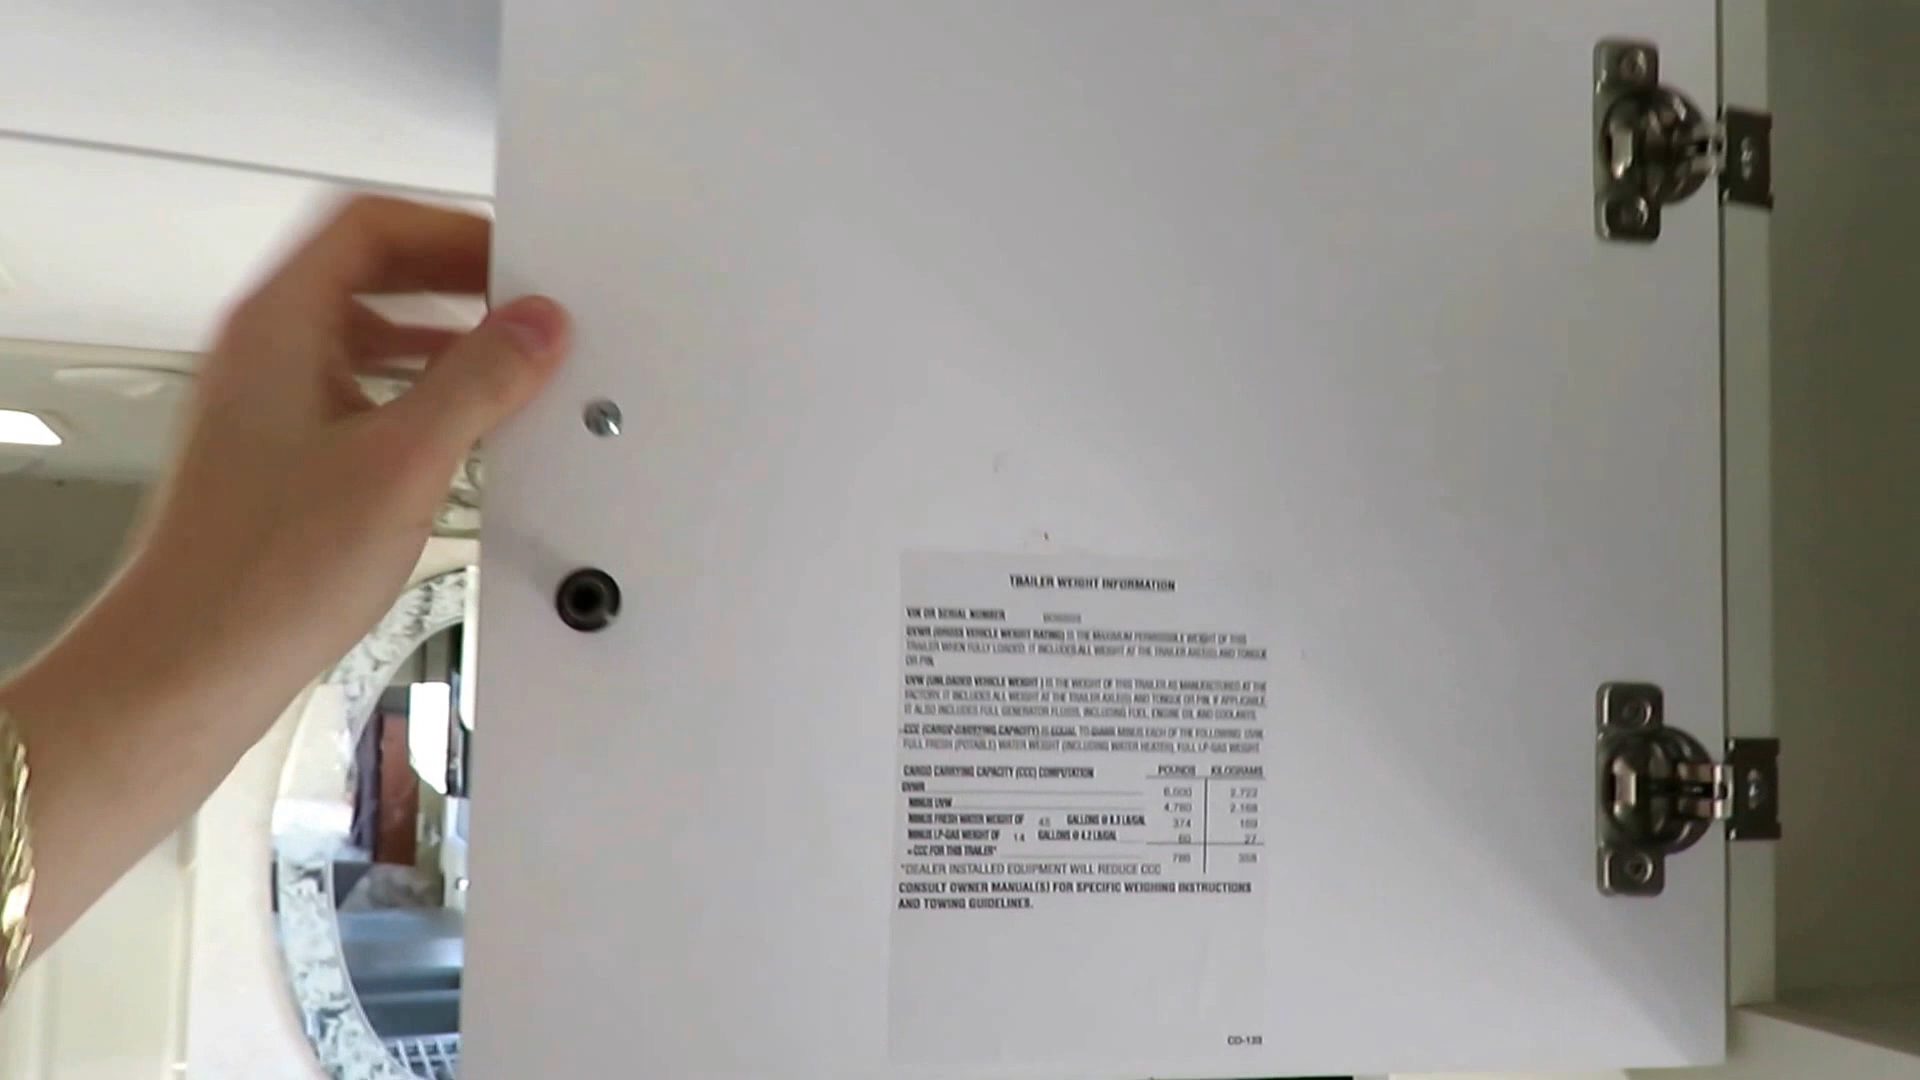 TRAILER WEIGHT INFORMATION
VIN OR SERIAL NUMBER
GVWR (GROSS VEHICLE WEIGHT RATING) IS THE MAXIMUM PERMISSIBLE WEIGHT OF THIS
TRAILER WHEN FULLY LOADED. IT INCLUDES ALL WEIGHT AT THE TRAILER AXLE(S) AND TONGUE
OR PIN.
UVW (UNLOADED VEHICLE WEIGHT) IS THE WEIGHT OF THIS TRAILER AS MANUFACTURED AT THE
FACTORY. IT INCLUDES ALL WEIGHT AT THE TRAILER AXLE(S) AND TONGUE OR PIN. IF APPLICABLE,
IT ALSO INCLUDES FULL GENERATOR FLUIDS, INCLUDING FUEL, ENGINE OIL AND COOLANTS.
CCC (CARGO CARRYING CAPACITY) IS EQUAL TO GVWR MINUS EACH OF THE FOLLOWING: UVW,
FULL FRESH (POTABLE) WATER WEIGHT (INCLUDING WATER HEATER), FULL LP-GAS WEIGHT
CARGO CARRYING CAPACITY (CCC) COMPUTATION POUNDS KILOGRAMS
GVWR 6,000 2,722
MINUS UVW 4,780 2,168
MINUS FRESH WATER WEIGHT OF 45 GALLONS @ 8.3 LB/GAL 374 169
MINUS LP-GAS WEIGHT OF 14 GALLONS @ 4.2 LB/GAL 60 27
= CCC FOR THIS TRAILER* 786 358
*DEALER INSTALLED EQUIPMENT WILL REDUCE CCC
CONSULT OWNER MANUAL(S) FOR SPECIFIC WEIGHING INSTRUCTIONS
AND TOWING GUIDELINES.
CO-133